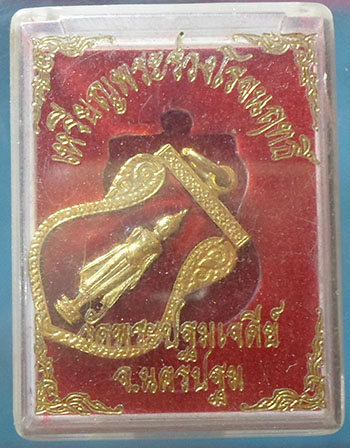 เหรียญพระร่วงโรจนฤทธิ์
วัดพระปฐมเจดีย์
จ.นครปฐม